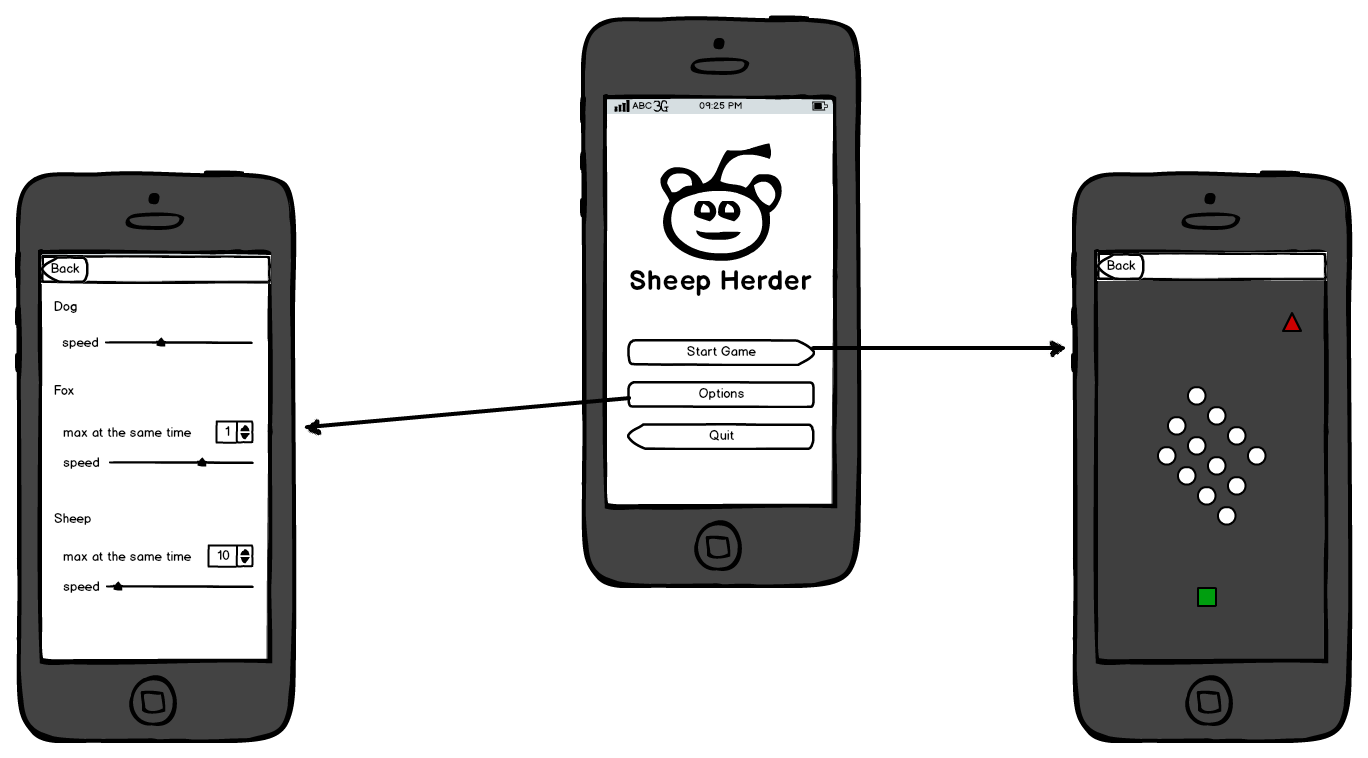 Back
Dog
speed
Fox
max at the same time 1
speed
Sheep
max at the same time 10
speed
ABC 3G 09:25 PM
Sheep Herder
Start Game
Options
Quit
Back